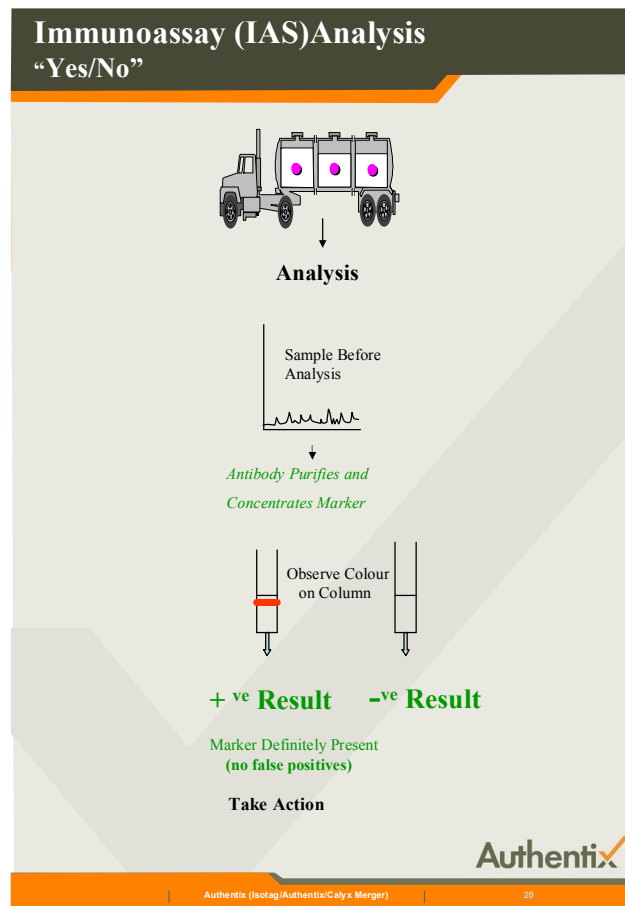 Immunoassay (IAS)Analysis
“Yes/No”
Analysis
Sample Before
Analysis
Antibody Purifies and
Concentrates Marker
Observe Colour
on Column
+ ve Result
-ve Result
Marker Definitely Present
(no false positives)
Take Action
Authentix
Authentix (Isotag/Authentix/Calyx Merger)
20